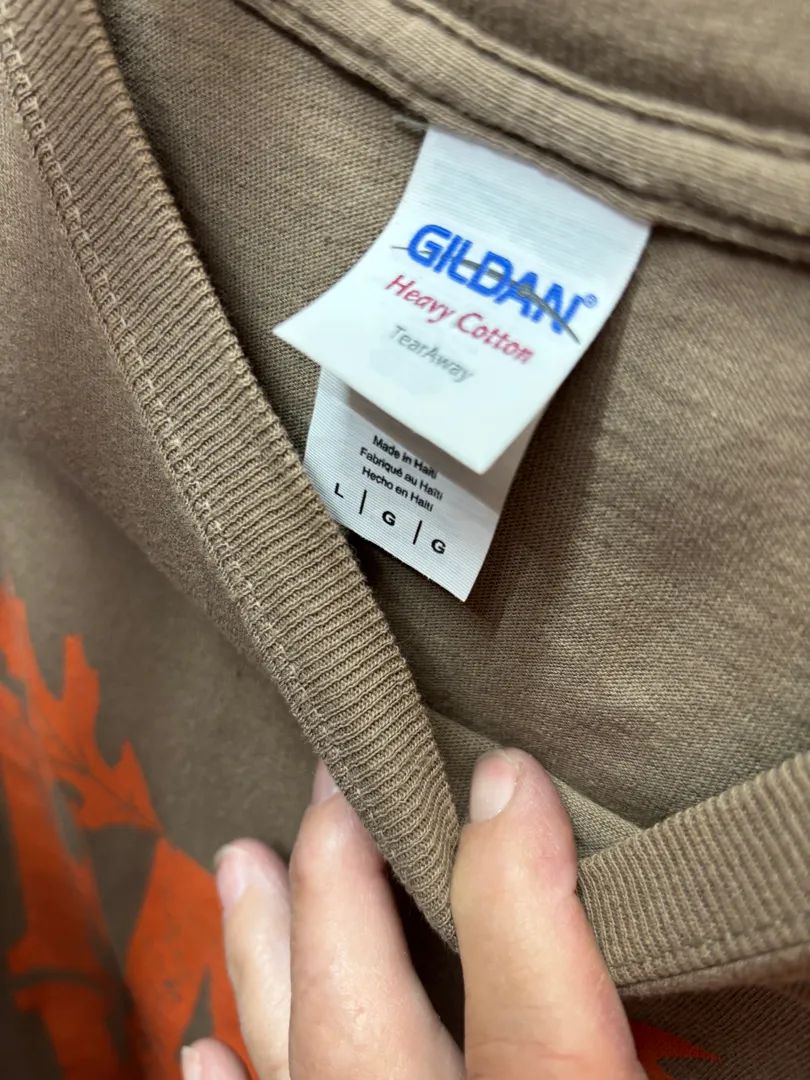 GILDAN®
Heavy Cotton
TearAway
Made in Haiti
Fabriqué au Haïti
Hecho en Haití
L | G | G